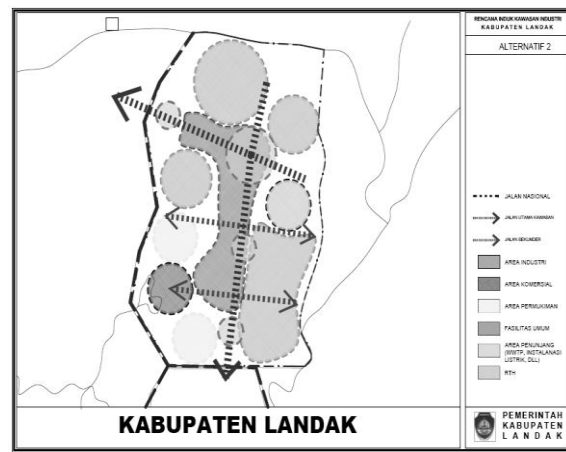 RENCANA INDUK KAWASAN INDUSTRI
KABUPATEN LANDAK
ALTERNATIF 2
JALAN NASIONAL
JALAN UTAMA KAWASAN
JALAN SEKUNDER
AREA INDUSTRI
AREA KOMERSIAL
AREA PERMUKIMAN
FASILITAS UMUM
AREA PENUNJANG
(WWTP, INSTALANASI
LISTRIK, DLL)
RTH
KABUPATEN LANDAK
PEMERINTAH
KABUPATEN
LANDAK